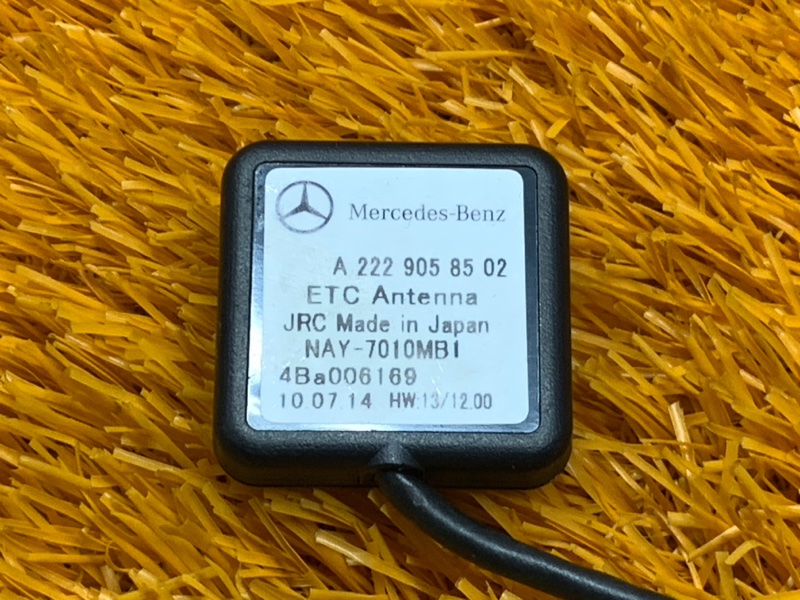 Mercedes-Benz
A 222 905 85 02
ETC Antenna
JRC Made in Japan
NAY-7010MB1
4Ba006169
10.07.14 HW:13/12.00